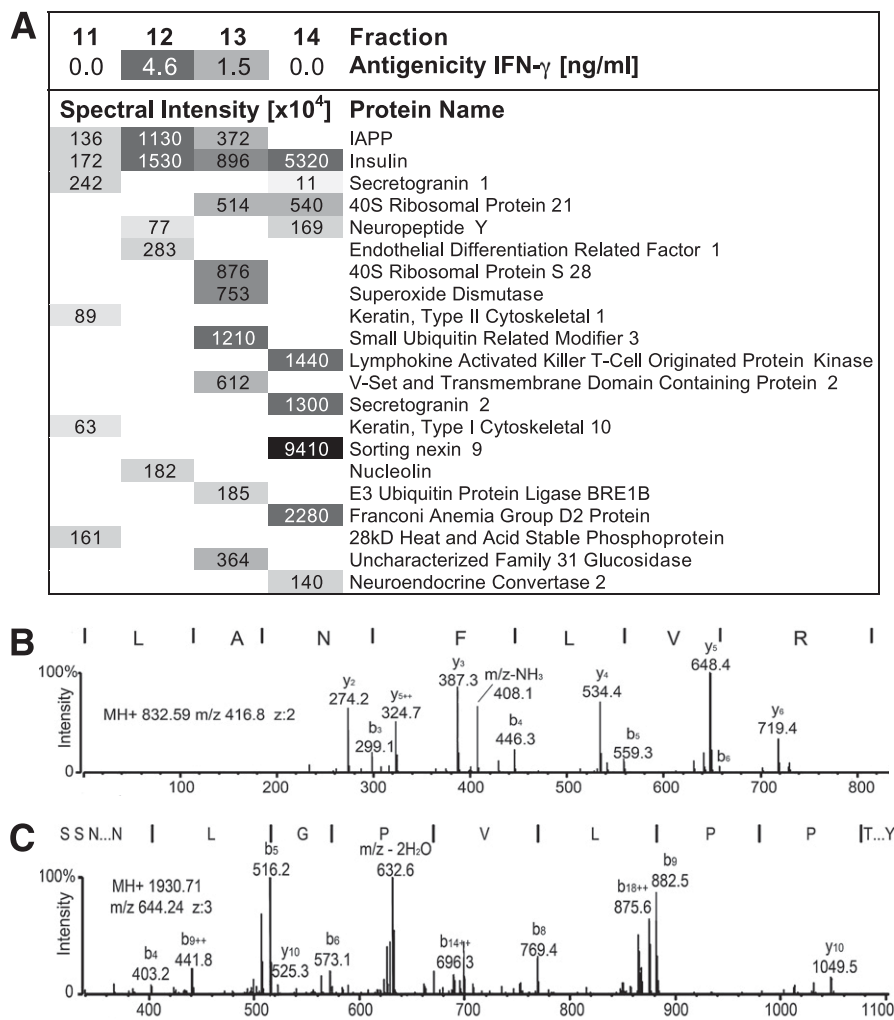 A
11 12 13 14 Fraction
0.0 4.6 1.5 0.0 Antigenicity IFN-γ [ng/ml]
Spectral Intensity [x10⁴] Protein Name
136 1130 372 IAPP
172 1530 896 5320 Insulin
242 11 Secretogranin 1
514 540 40S Ribosomal Protein 21
77 169 Neuropeptide Y
283 Endothelial Differentiation Related Factor 1
876 40S Ribosomal Protein S 28
753 Superoxide Dismutase
89 Keratin, Type II Cytoskeletal 1
1210 Small Ubiquitin Related Modifier 3
1440 Lymphokine Activated Killer T-Cell Originated Protein Kinase
612 V-Set and Transmembrane Domain Containing Protein 2
1300 Secretogranin 2
63 Keratin, Type I Cytoskeletal 10
9410 Sorting nexin 9
182 Nucleolin
185 E3 Ubiquitin Protein Ligase BRE1B
2280 Franconi Anemia Group D2 Protein
161 28kD Heat and Acid Stable Phosphoprotein
364 Uncharacterized Family 31 Glucosidase
140 Neuroendocrine Convertase 2
B
L A N F L V R
100%
Intensity
0
MH+ 832.59 m/z 416.8 z:2
y2
274.2
b3
299.1
y5++
324.7
y3
387.3
m/z-NH3
408.1
b4
446.3
y4
534.4
b5
559.3
y5
648.4
b6
y6
719.4
100 200 300 400 500 600 700 800
C
S S N...N L G P V L P P T...Y
100%
Intensity
0
MH+ 1930.71
m/z 644.24 z:3
b4
403.2
b9++
441.8
b5
516.2
y10
525.3
b6
573.1
m/z - 2H2O
632.6
b14++
696.3
b8
769.4
b18++
875.6
b9
882.5
y10
1049.5
400 500 600 700 800 900 1000 1100